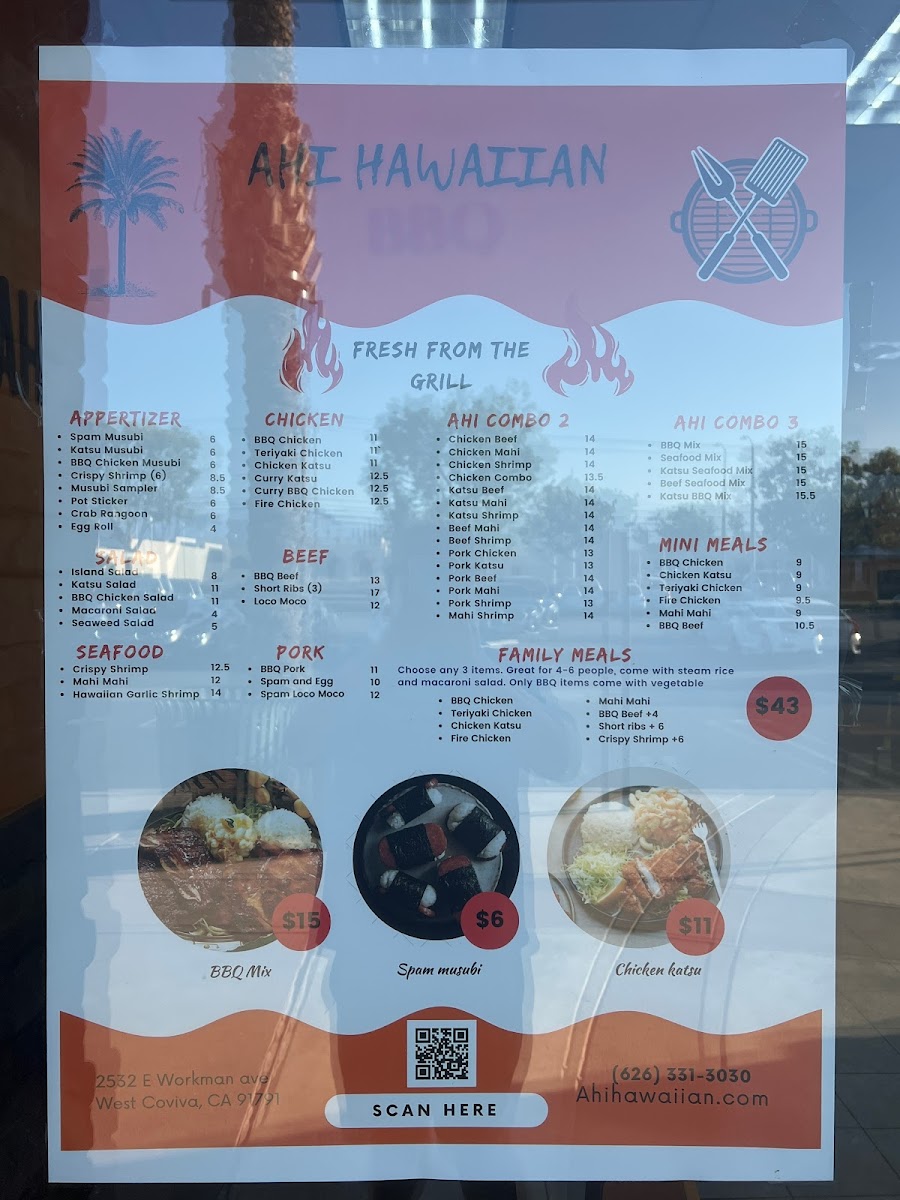 AHI HAWAIIAN
BBQ
FRESH FROM THE
GRILL
APPERTIZER
• Spam Musubi 6
• Katsu Musubi 6
• BBQ Chicken Musubi 6
• Crispy Shrimp (6) 8.5
• Musubi Sampler 8.5
• Pot Sticker 6
• Crab Rangoon 6
• Egg Roll 4
SALAD
• Island Salad 8
• Katsu Salad 11
• BBQ Chicken Salad 11
• Macaroni Salad 4
• Seaweed Salad 5
SEAFOOD
• Crispy Shrimp 12.5
• Mahi Mahi 12
• Hawaiian Garlic Shrimp 14
CHICKEN
• BBQ Chicken 11
• Teriyaki Chicken 11
• Chicken Katsu 11
• Curry Katsu 12.5
• Curry BBQ Chicken 12.5
• Fire Chicken 12.5
BEEF
• BBQ Beef 13
• Short Ribs (3) 17
• Loco Moco 12
PORK
• BBQ Pork 11
• Spam and Egg 10
• Spam Loco Moco 12
AHI COMBO 2
• Chicken Beef 14
• Chicken Mahi 14
• Chicken Shrimp 14
• Chicken Combo 13.5
• Katsu Beef 14
• Katsu Mahi 14
• Katsu Shrimp 14
• Beef Mahi 14
• Beef Shrimp 14
• Pork Chicken 13
• Pork Katsu 13
• Pork Beef 14
• Pork Mahi 14
• Pork Shrimp 13
• Mahi Shrimp 14
AHI COMBO 3
• BBQ Mix 15
• Seafood Mix 15
• Katsu Seafood Mix 15
• Beef Seafood Mix 15
• Katsu BBQ Mix 15.5
MINI MEALS
• BBQ Chicken 9
• Chicken Katsu 9
• Teriyaki Chicken 9
• Fire Chicken 9.5
• Mahi Mahi 9
• BBQ Beef 10.5
FAMILY MEALS
Choose any 3 items. Great for 4-6 people, come with steam rice
and macaroni salad. Only BBQ items come with vegetable
• BBQ Chicken
• Teriyaki Chicken
• Chicken Katsu
• Fire Chicken
• Mahi Mahi
• BBQ Beef +4
• Short ribs + 6
• Crispy Shrimp +6
$43
$15
BBQ Mix
$6
Spam musubi
$11
Chicken katsu
2532 E Workman ave
West Coviva, CA 91791
SCAN HERE
(626) 331-3030
Ahihawaiian.com